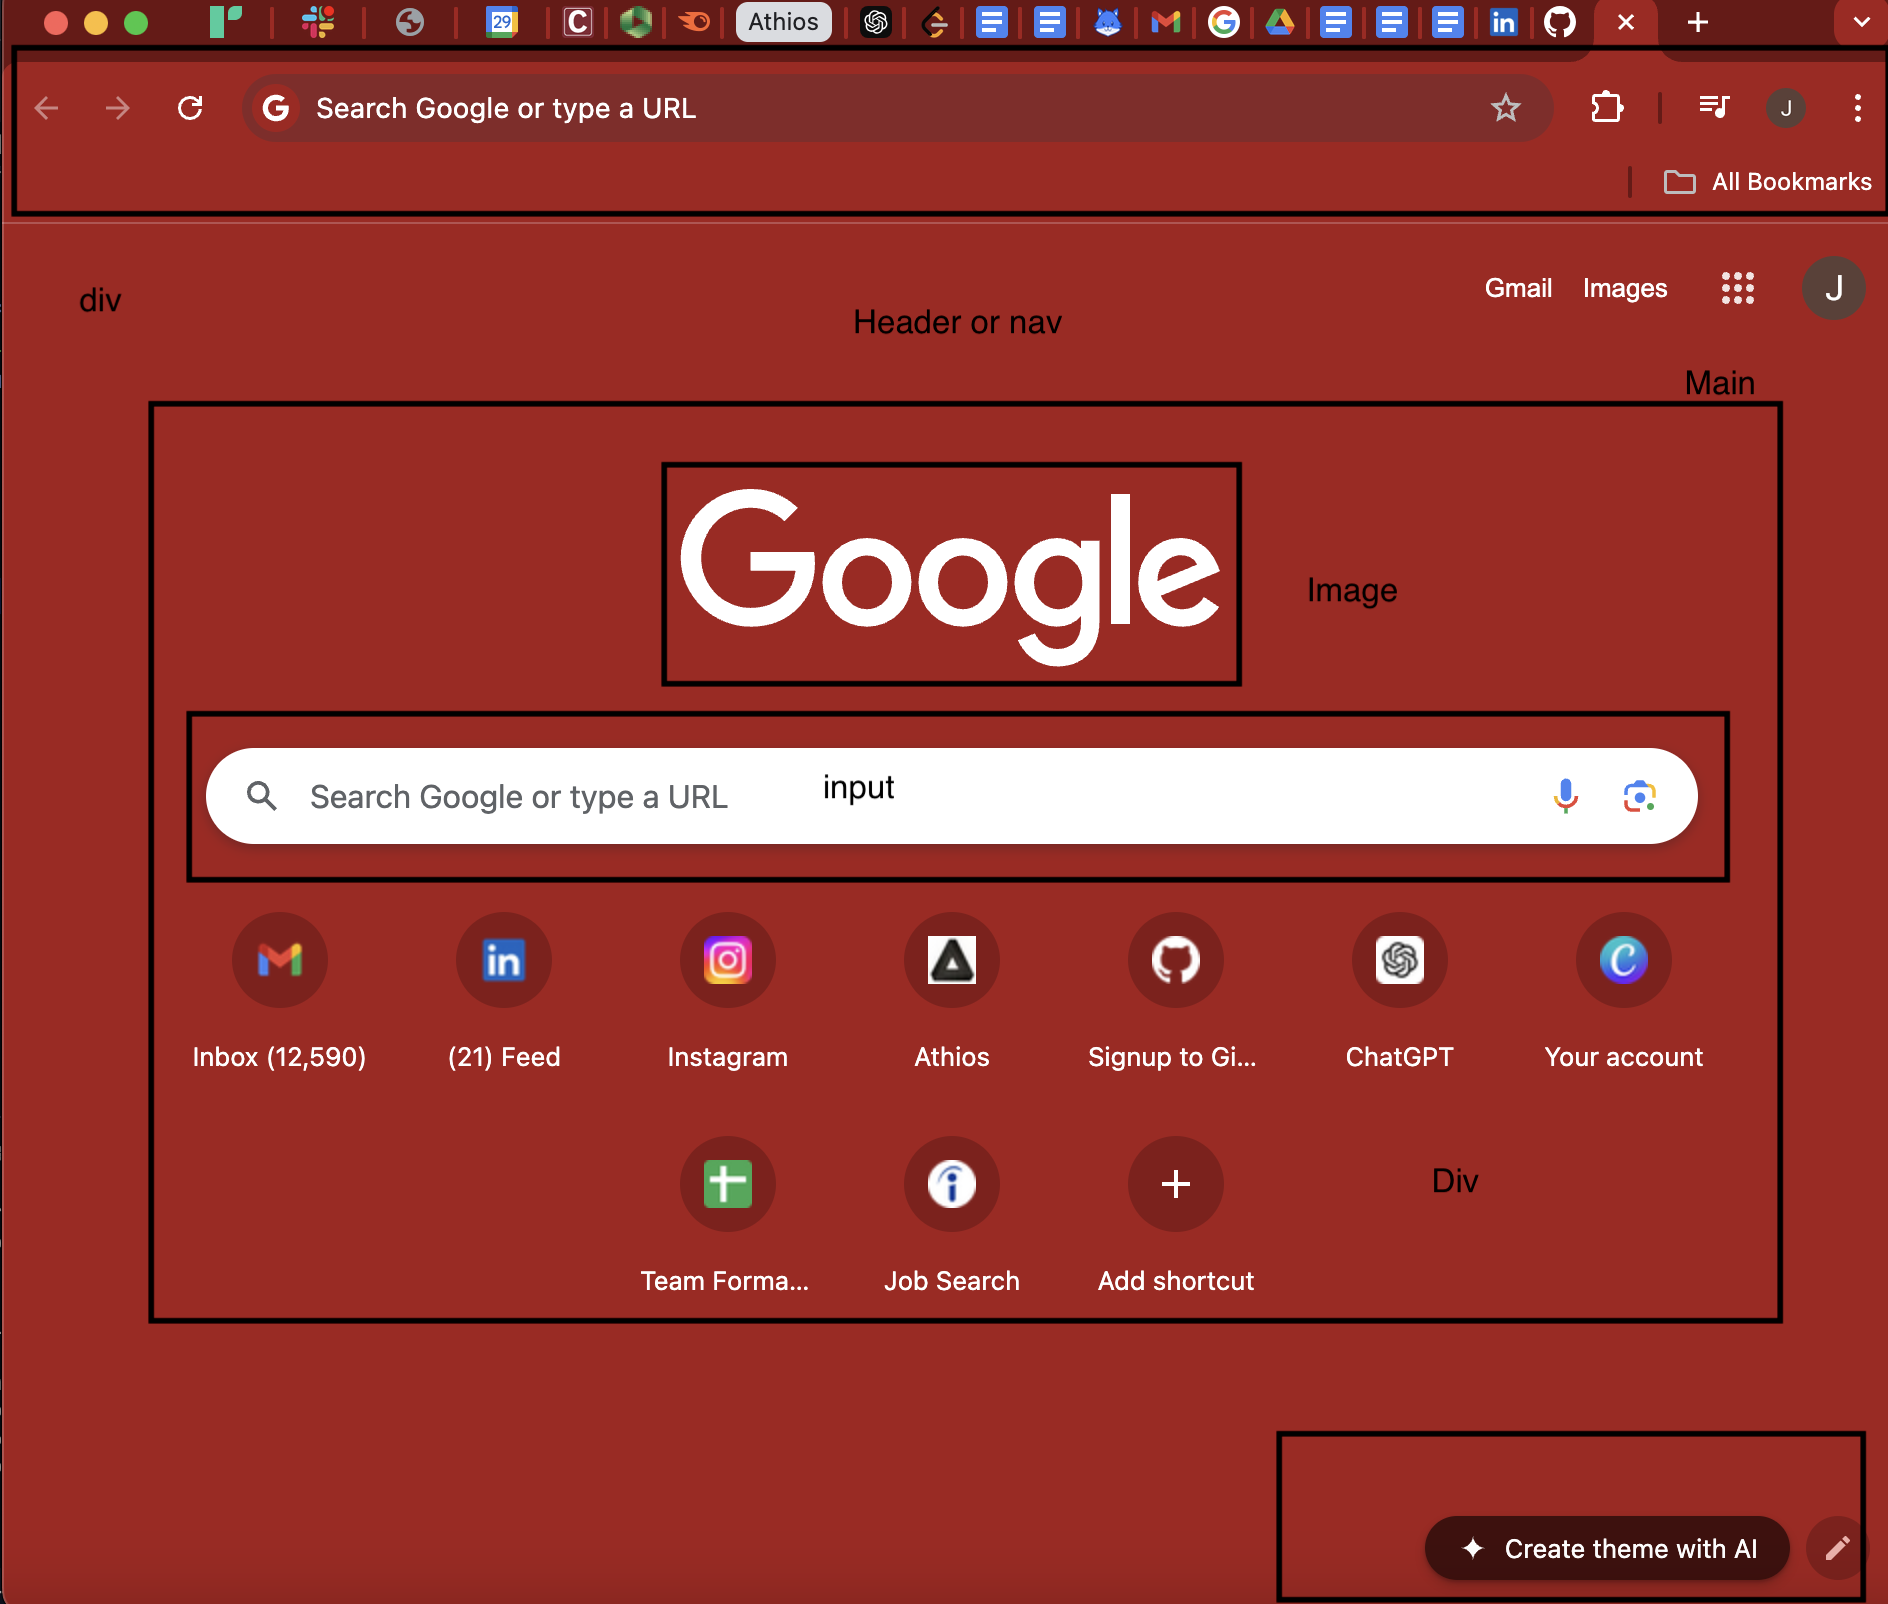 29
C
Athios
in
G
Search Google or type a URL
J
All Bookmarks
Gmail
Images
J
div
Header or nav
Main
Google
Image
Search Google or type a URL
input
in
Inbox (12,590)
(21) Feed
Instagram
Athios
Signup to Gi...
ChatGPT
Your account
Div
Team Forma...
Job Search
Add shortcut
Create theme with AI